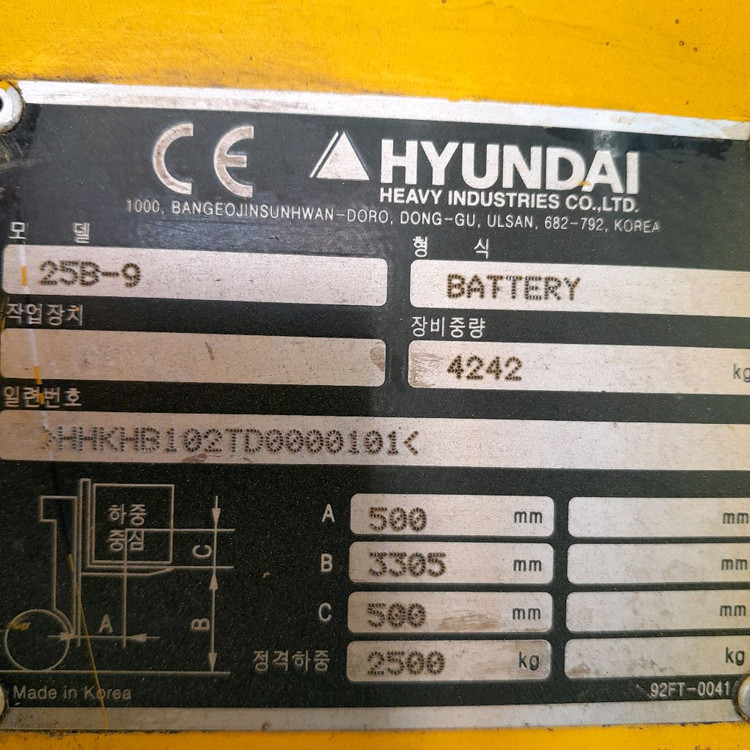 CE HYUNDAI
HEAVY INDUSTRIES CO.,LTD.
1000, BANGEOJINSUNHWAN-DORO, DONG-GU, ULSAN, 682-792, KOREA
모 델 형 식
25B-9 BATTERY
작업장치 장비중량
4242 kg
일련번호
>HHKHB102TD0000101<
하중
중심
A B C
A 500 mm mm
B 3305 mm mm
C 500 mm mm
정격하중 2500 kg kg
Made in Korea 92FT-0041